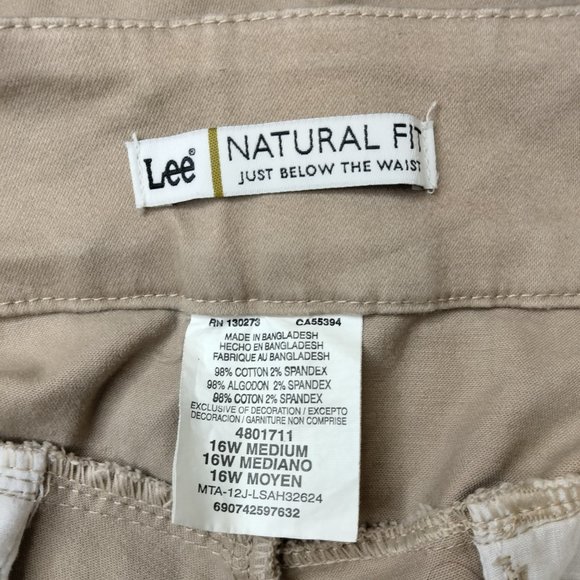 Lee®
NATURAL FIT
JUST BELOW THE WAIST
RN 130273 CA55394
MADE IN BANGLADESH
HECHO EN BANGLADESH
FABRIQUE AU BANGLADESH
98% COTTON 2% SPANDEX
98% ALGODON 2% SPANDEX
98% COTON 2% SPANDEX
EXCLUSIVE OF DECORATION / EXCEPTO
DECORACION / GARNITURE NON COMPRISE
4801711
16W MEDIUM
16W MEDIANO
16W MOYEN
MTA-12J-LSAH32624
690742597632